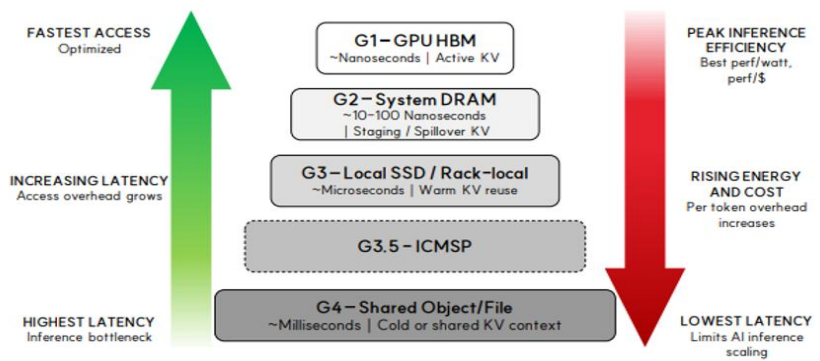 FASTEST ACCESS
Optimized
INCREASING LATENCY
Access overhead grows
HIGHEST LATENCY
Inference bottleneck
G1–GPU HBM
~Nanoseconds | Active KV
G2–System DRAM
~10-100 Nanoseconds
| Staging / Spillover KV
G3–Local SSD / Rack-local
~Microseconds | Warm KV reuse
G3.5–ICMSP
G4–Shared Object/File
~Milliseconds | Cold or shared KV context
PEAK INFERENCE
EFFICIENCY
Best perf/watt,
perf/$
RISING ENERGY
AND COST
Per token overhead
increases
LOWEST LATENCY
Limits AI inference
scaling